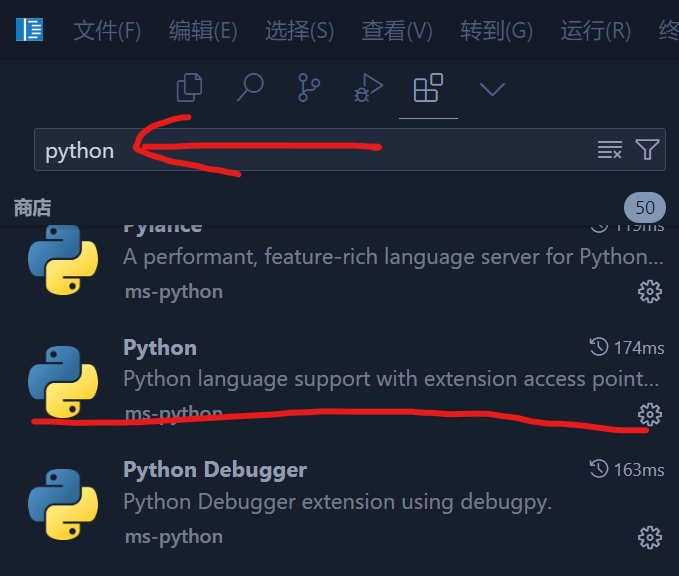 文件(F) 编辑(E) 选择(S) 查看(V) 转到(G) 运行(R) 终
python
商店 50
Pylance 119ms
A performant, feature-rich language server for Python...
ms-python
Python 174ms
Python language support with extension access point...
ms-python
Python Debugger 163ms
Python Debugger extension using debugpy.
ms-python